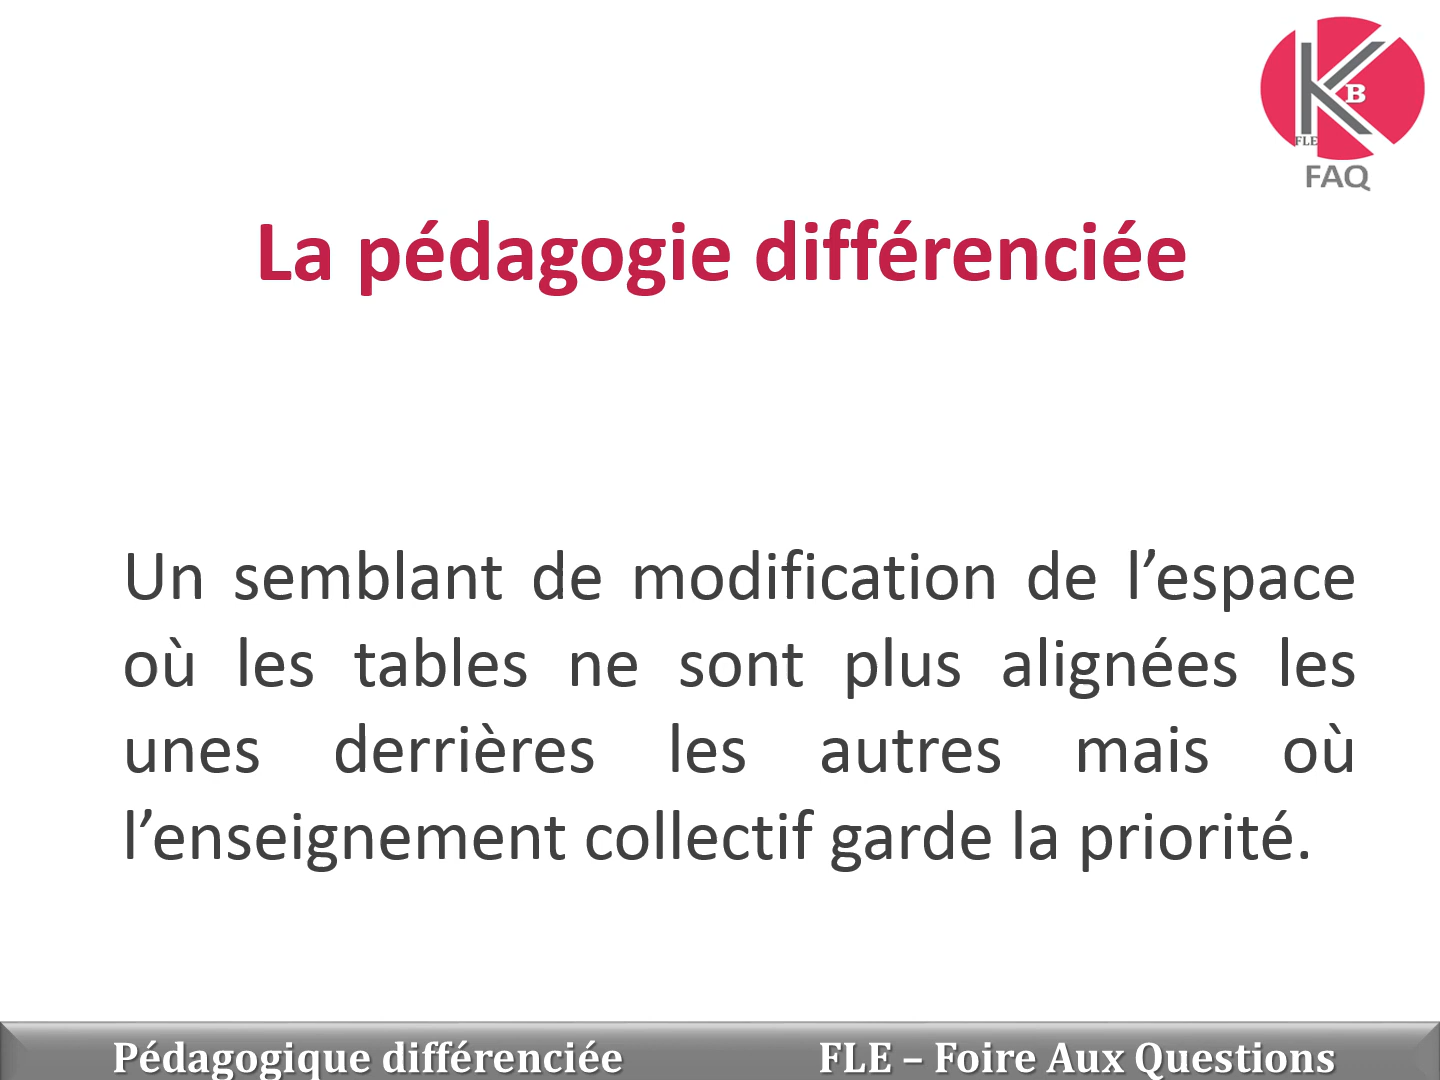 K
B
FLE
FAQ
La pédagogie différenciée
Un semblant de modification de l’espace
où les tables ne sont plus alignées les
unes derrières les autres mais où
l’enseignement collectif garde la priorité.
Pédagogique différenciée
FLE – Foire Aux Questions